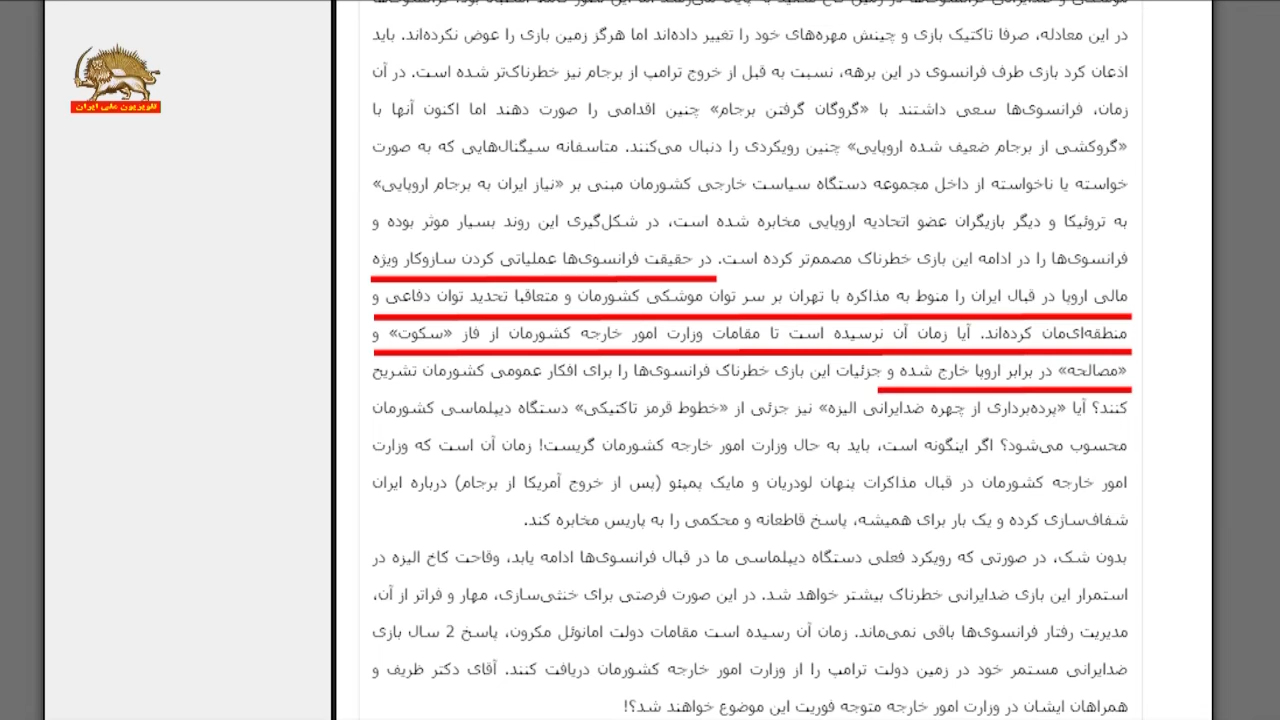 تلویزیون ملی ایران
در این معادله، صرفا تاکتیک بازی و چینش مهره‌های خود را تغییر داده‌اند اما هرگز زمین بازی را عوض نکرده‌اند. باید
اذعان کرد بازی طرف فرانسوی در این برهه، نسبت به قبل از خروج ترامپ از برجام نیز خطرناک‌تر شده است. در آن
زمان، فرانسوی‌ها سعی داشتند با «گروگان گرفتن برجام» چنین اقدامی را صورت دهند اما اکنون آنها با
«گروکشی از برجام ضعیف شده اروپایی» چنین رویکردی را دنبال می‌کنند. متاسفانه سیگنال‌هایی که به صورت
خواسته یا ناخواسته از داخل مجموعه دستگاه سیاست خارجی کشورمان مبنی بر «نیاز ایران به برجام اروپایی»
به تروئیکا و دیگر بازیگران عضو اتحادیه اروپایی مخابره شده است، در شکل‌گیری این روند بسیار موثر بوده و
فرانسوی‌ها را در ادامه این بازی خطرناک مصمم‌تر کرده است. در حقیقت فرانسوی‌ها عملیاتی کردن سازوکار ویژه
مالی اروپا در قبال ایران را منوط به مذاکره با تهران بر سر توان موشکی کشورمان و متعاقبا تحدید توان دفاعی و
منطقه‌ای‌مان کرده‌اند. آیا زمان آن نرسیده است تا مقامات وزارت امور خارجه کشورمان از فاز «سکوت» و
«مصالحه» در برابر اروپا خارج شده و جزئیات این بازی خطرناک فرانسوی‌ها را برای افکار عمومی کشورمان تشریح
کنند؟ آیا «پرده‌برداری از چهره ضدایرانی الیزه» نیز جزئی از «خطوط قرمز تاکتیکی» دستگاه دیپلماسی کشورمان
محسوب می‌شود؟ اگر اینگونه است، باید به حال وزارت امور خارجه کشورمان گریست! زمان آن است که وزارت
امور خارجه کشورمان در قبال مذاکرات پنهان لودریان و مایک پمپئو (پس از خروج آمریکا از برجام) درباره ایران
شفاف‌سازی کرده و یک بار برای همیشه، پاسخ قاطعانه و محکمی را به پاریس مخابره کند.
بدون شک، در صورتی که رویکرد فعلی دستگاه دیپلماسی ما در قبال فرانسوی‌ها ادامه یابد، وقاحت کاخ الیزه در
استمرار این بازی ضدایرانی خطرناک بیشتر خواهد شد. در این صورت فرصتی برای خنثی‌سازی، مهار و فراتر از آن،
مدیریت رفتار فرانسوی‌ها باقی نمی‌ماند. زمان آن رسیده است مقامات دولت امانوئل مکرون، پاسخ 2 سال بازی
ضدایرانی مستمر خود در زمین دولت ترامپ را از وزارت امور خارجه کشورمان دریافت کنند. آقای دکتر ظریف و
همراهان ایشان در وزارت امور خارجه متوجه فوریت این موضوع خواهند شد؟!